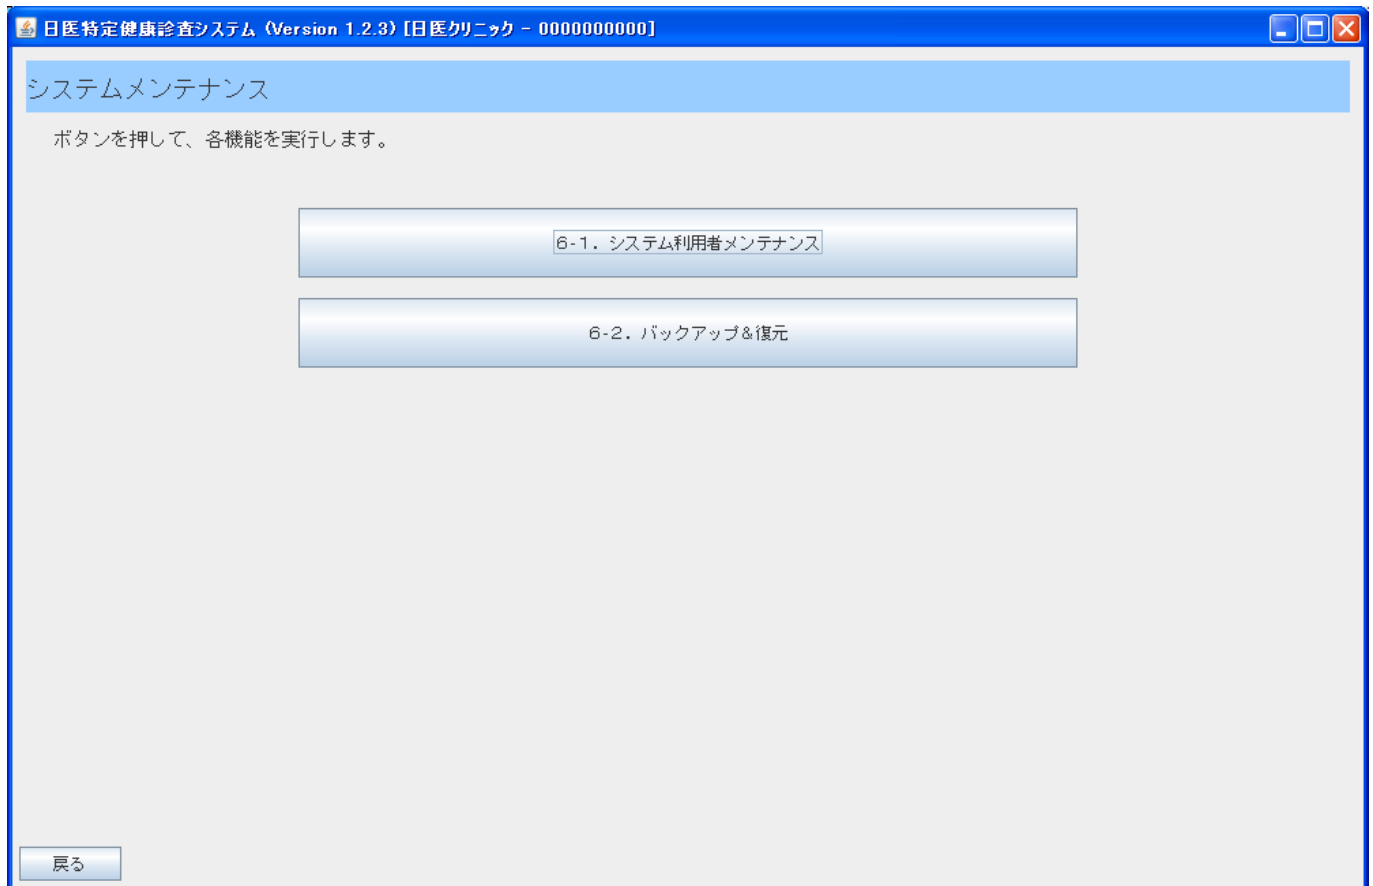 日医特定健康診査システム (Version 1.2.3) [日医クリニック - 0000000000]
システムメンテナンス
ボタンを押して、各機能を実行します。
6-1. システム利用者メンテナンス
6-2. バックアップ&復元
戻る